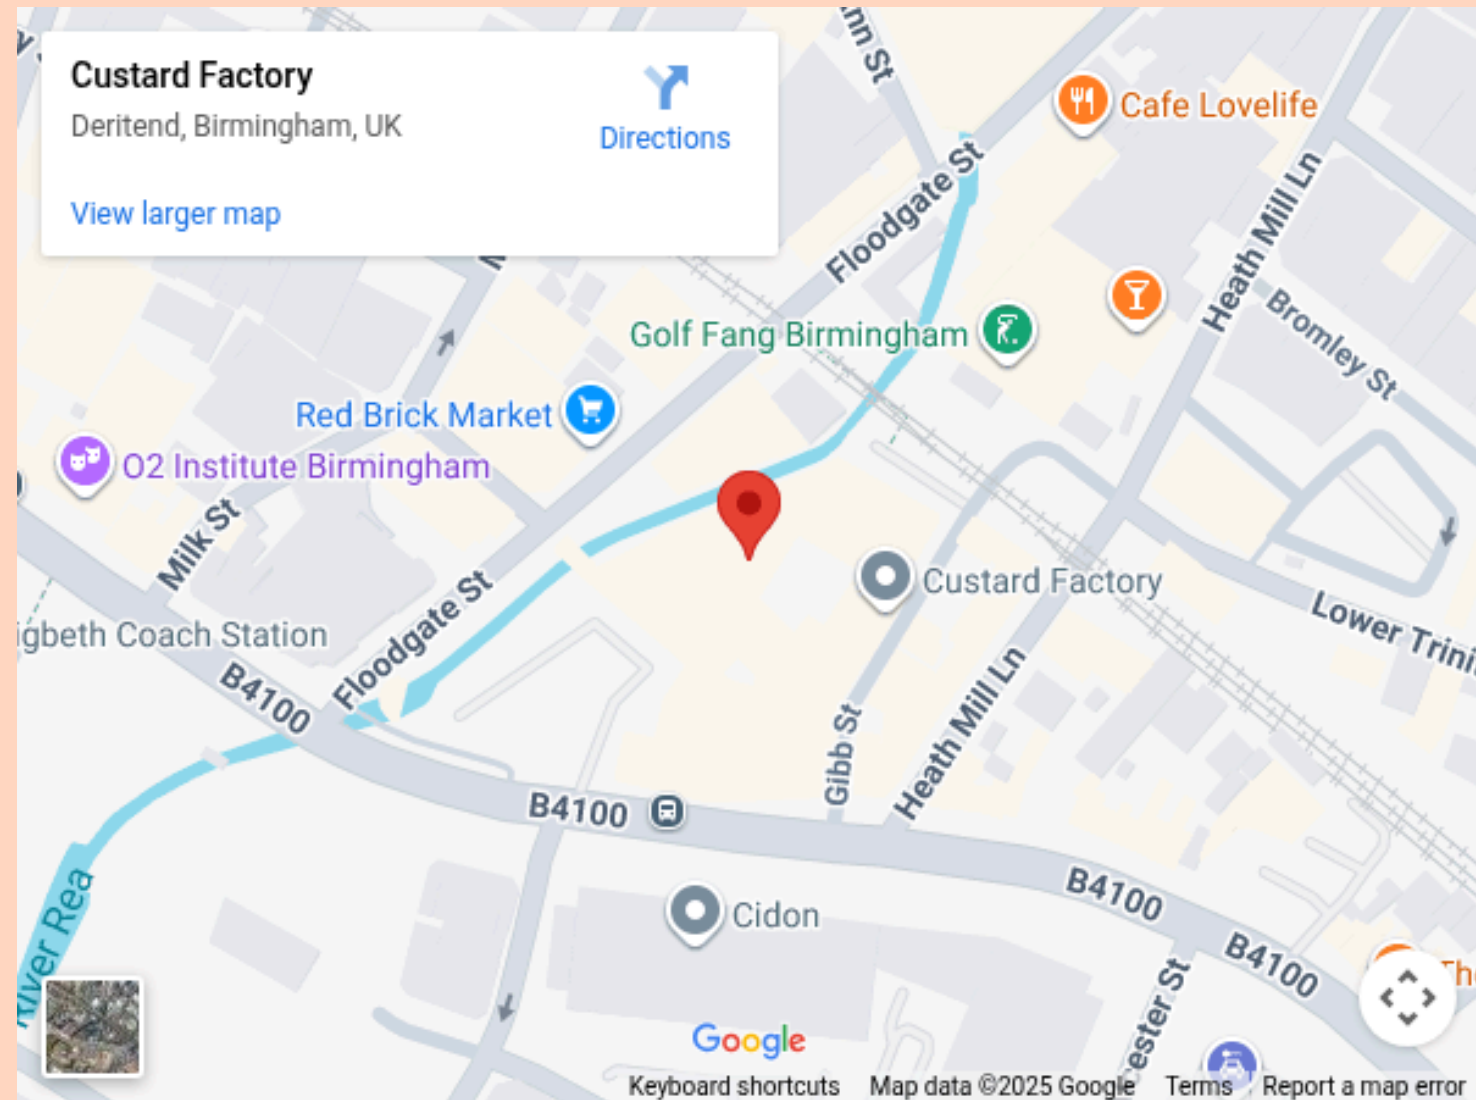 Custard Factory
Deritend, Birmingham, UK
Directions
View larger map
Cafe Lovelife
Floodgate St
Heath Mill Ln
Bromley St
Golf Fang Birmingham
Red Brick Market
O2 Institute Birmingham
Milk St
Custard Factory
Floodgate St
igbeth Coach Station
B4100
Gibb St
Heath Mill Ln
Lower Trini
B4100
B4100
Cidon
B4100
River Rea
ester St
Google
Keyboard shortcuts
Map data ©2025 Google
Terms
Report a map error